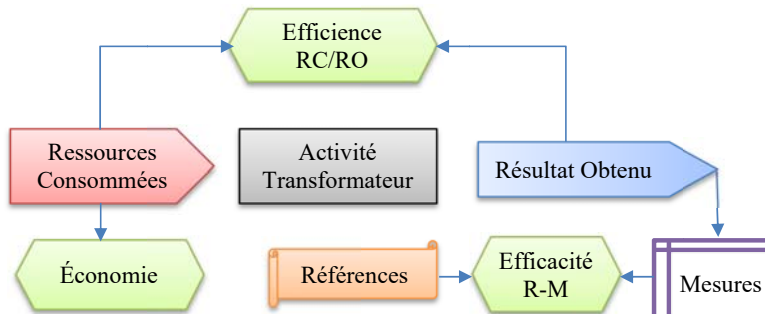 Efficience
RC/RO
Ressources
Consommées
Activité
Transformateur
Résultat Obtenu
Économie
Références
Efficacité
R-M
Mesures